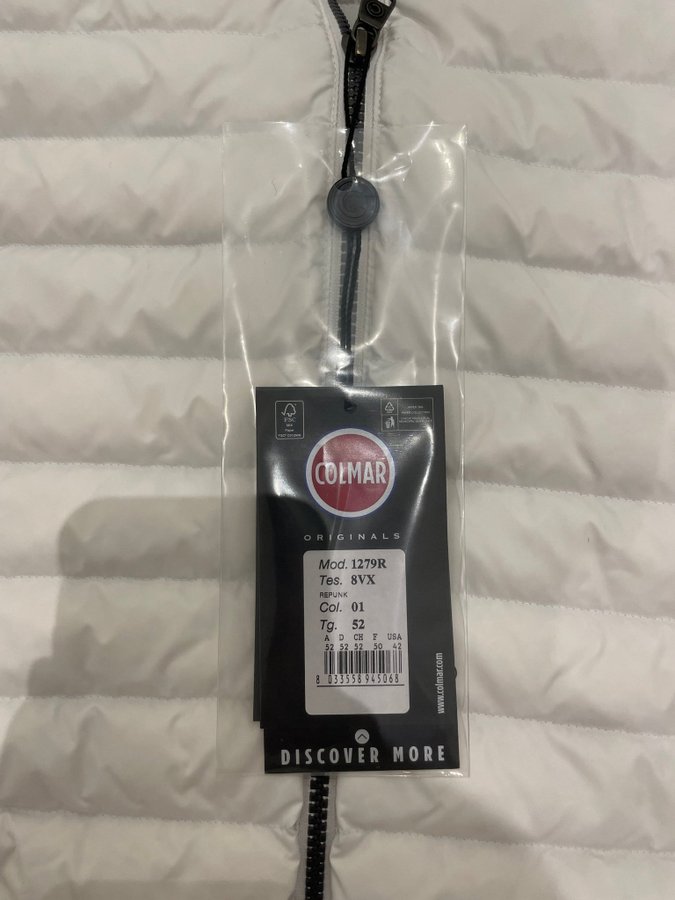 FSC
COLMAR
ORIGINALS
Mod. 1279R
Tes. 8VX
REPUNK
Col. 01
Tg. 52
A D CH F USA
52 52 52 50 42
8 033558 945068
www.colmar.com
DISCOVER MORE